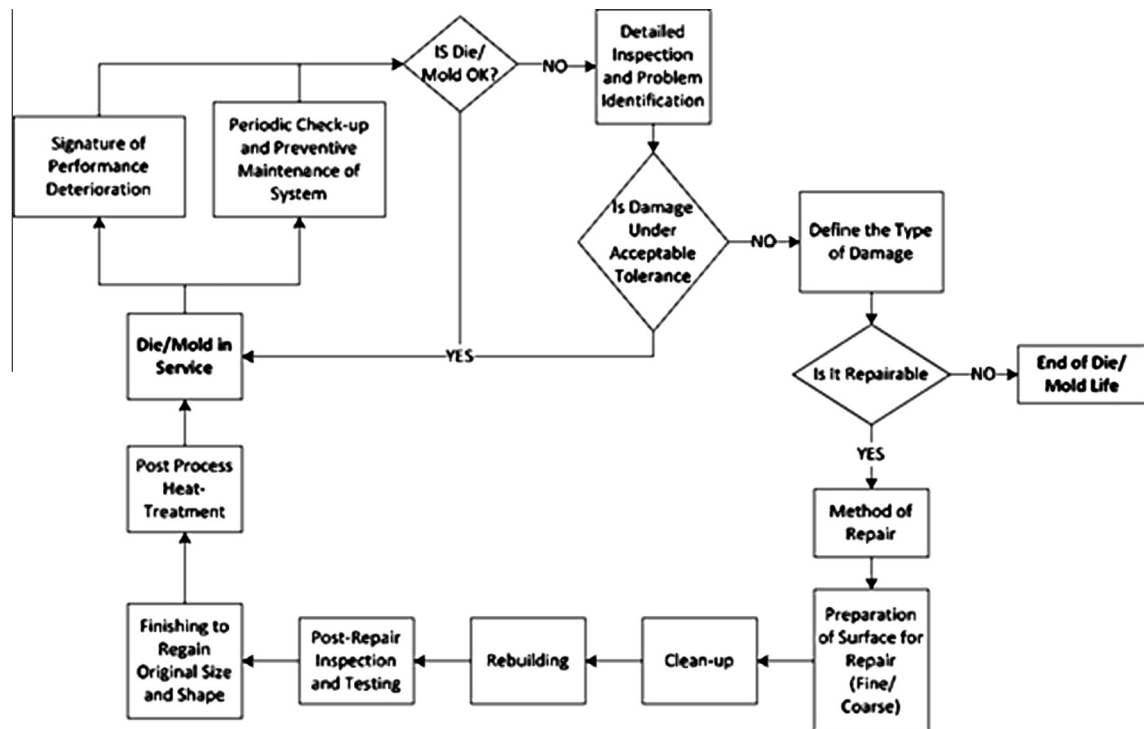 IS Die/
Mold OK?
NO
Detailed
Inspection
and Problem
Identification
Signature of
Performance
Deterioration
Periodic Check-up
and Preventive
Maintenance of
System
Is Damage
Under
Acceptable
Tolerance
NO
Define the Type
of Damage
Die/Mold in
Service
YES
Is It Repairable
NO
End of Die/
Mold Life
YES
Post Process
Heat-
Treatment
Method of
Repair
Finishing to
Regain
Original Size
and Shape
Post-Repair
Inspection
and Testing
Rebuilding
Clean-up
Preparation
of Surface for
Repair
(Fine/
Coarse)